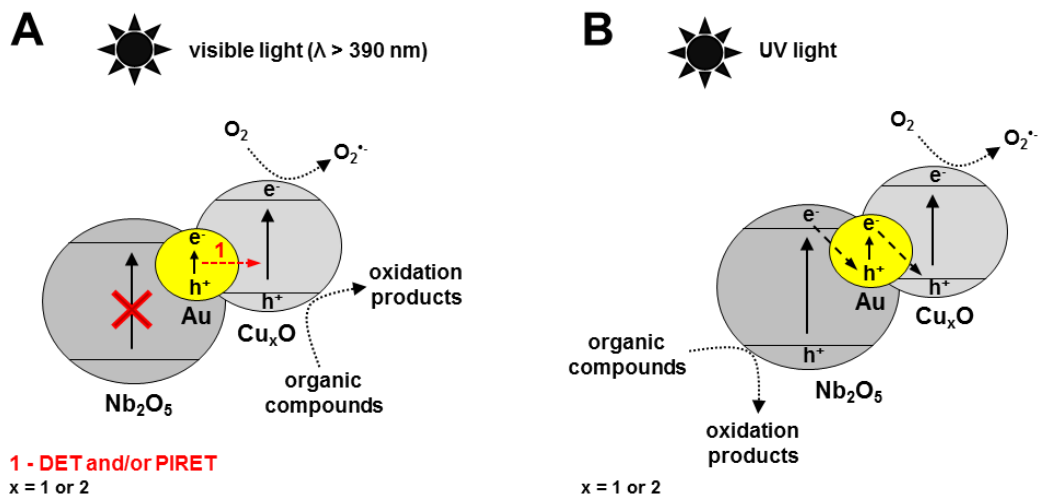 A
visible light (λ > 390 nm)
O₂
O₂•-
e-
e-
1
h+
h+
Au
CuₓO
oxidation
products
organic
compounds
Nb₂O₅
1 - DET and/or PIRET
x = 1 or 2
B
UV light
O₂
O₂•-
e-
e-
e-
h+
h+
Au
CuₓO
h+
organic
compounds
Nb₂O₅
oxidation
products
x = 1 or 2